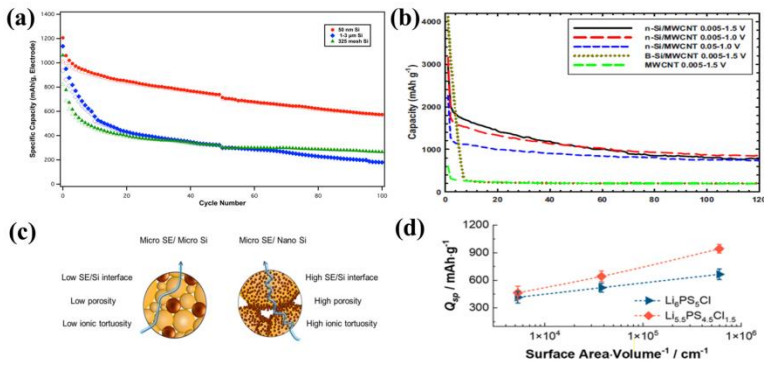 (a)
1400
1200
1000
800
600
400
200
0
0 20 40 60 80 100
Specific Capacity (mAh/g, Electrode)
Cycle Number
50 nm Si
1-3 μm Si
325 mesh Si
(b)
4000
3000
2000
1000
0
0 20 40 60 80 100 120
Capacity (mAh g⁻¹)
Cycle Number
n-Si/MWCNT 0.005-1.5 V
n-Si/MWCNT 0.005-1.0 V
n-Si/MWCNT 0.05-1.0 V
B-Si/MWCNT 0.005-1.5 V
MWCNT 0.005-1.5 V
(c)
Micro SE/ Micro Si
Micro SE/ Nano Si
Low SE/Si interface
Low porosity
Low ionic tortuosity
High SE/Si interface
High porosity
High ionic tortuosity
(d)
1200
900
600
300
1×10⁴ 1×10⁵ 1×10⁶
Qsp / mAh·g⁻¹
Surface Area·Volume⁻¹ / cm⁻¹
Li₆PS₅Cl
Li₅.₅PS₄.₅Cl₁.₅